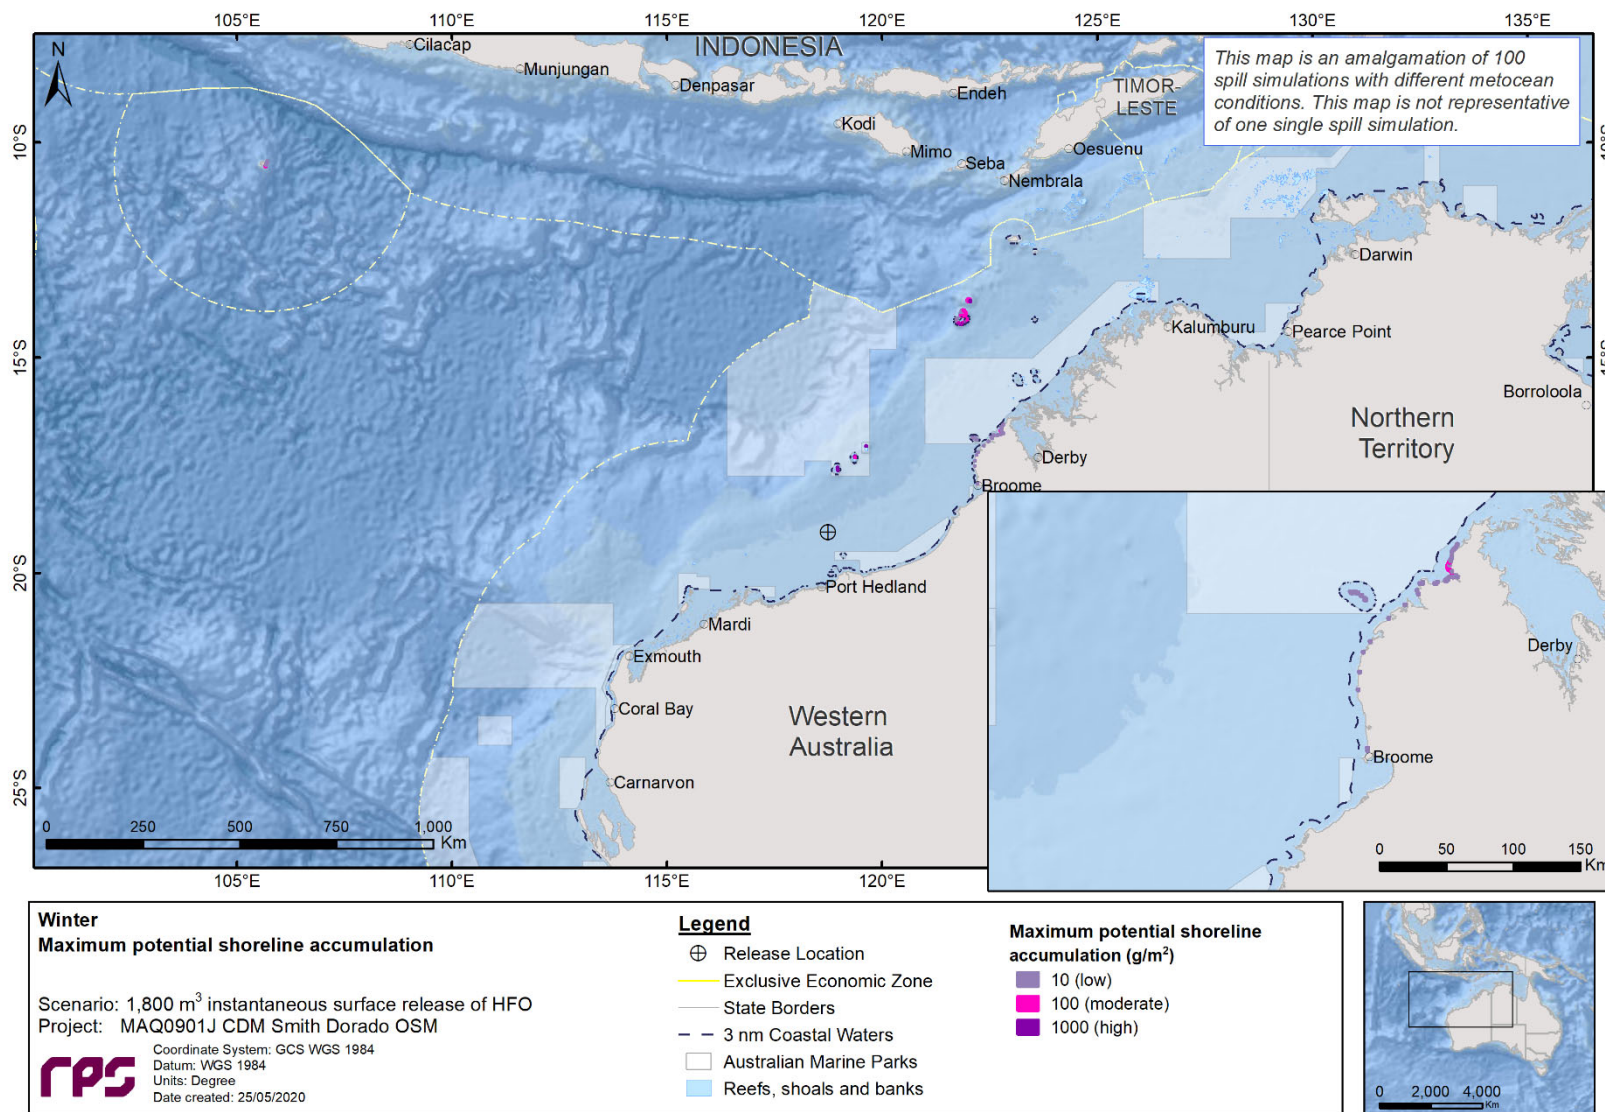 105°E 110°E 115°E 120°E 125°E 130°E 135°E
N
INDONESIA
Cilacap
Munjungan
Denpasar
Endeh
TIMOR-
LESTE
This map is an amalgamation of 100
spill simulations with different metocean
conditions. This map is not representative
of one single spill simulation.
Kodi
Mimo
Seba
Oesuenu
Nembrala
10°S
10°S
Darwin
Kalumburu
Pearce Point
15°S
15°S
Borroloola
Northern
Territory
Derby
Broome
20°S
Port Hedland
Mardi
Exmouth
Coral Bay
Western
Australia
Carnarvon
25°S
0 250 500 750 1,000
Km
Derby
Broome
0 50 100 150
Km
105°E 110°E 115°E 120°E
Winter
Maximum potential shoreline accumulation
Scenario: 1,800 m³ instantaneous surface release of HFO
Project: MAQ0901J CDM Smith Dorado OSM
rps
Coordinate System: GCS WGS 1984
Datum: WGS 1984
Units: Degree
Date created: 25/05/2020
Legend
Release Location
Exclusive Economic Zone
State Borders
3 nm Coastal Waters
Australian Marine Parks
Reefs, shoals and banks
Maximum potential shoreline
accumulation (g/m²)
10 (low)
100 (moderate)
1000 (high)
0 2,000 4,000
Km